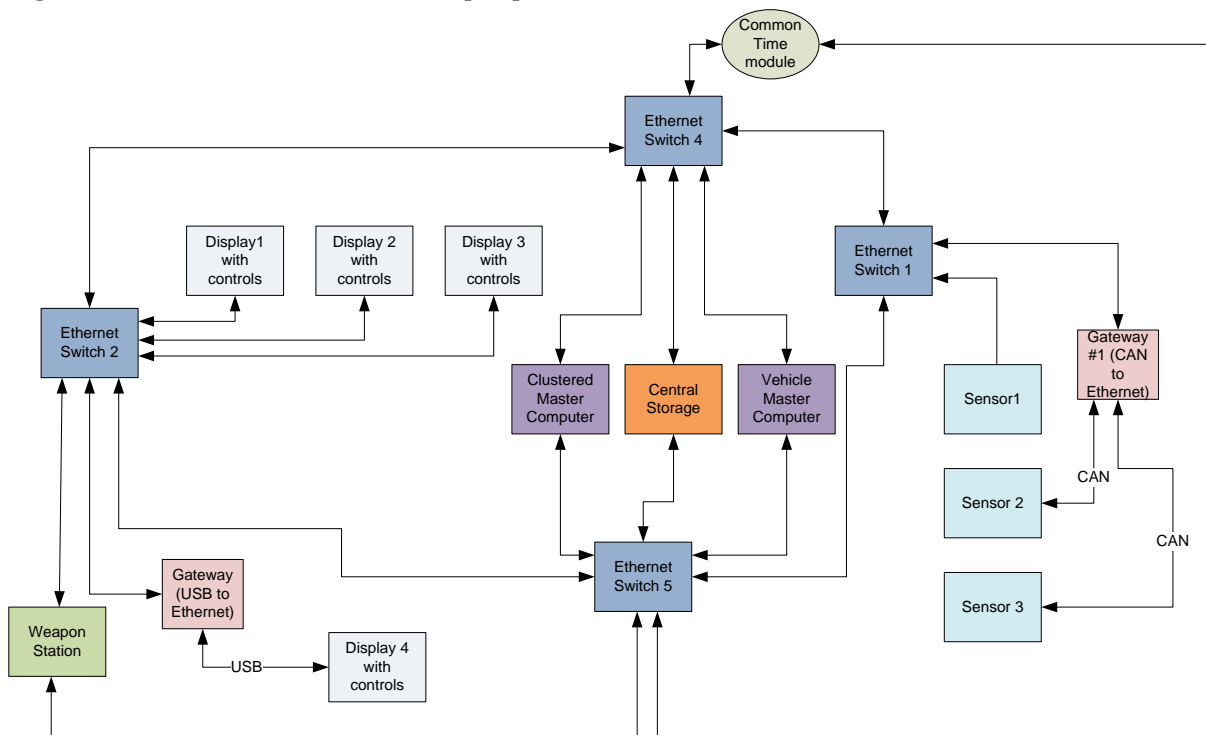 Common
Time
module
Ethernet
Switch 4
Ethernet
Switch 1
Display1
with
controls
Display 2
with
controls
Display 3
with
controls
Ethernet
Switch 2
Gateway
#1 (CAN
to
Ethernet)
Clustered
Master
Computer
Central
Storage
Vehicle
Master
Computer
Sensor1
CAN
Sensor 2
CAN
Ethernet
Switch 5
Gateway
(USB to
Ethernet)
Sensor 3
Weapon
Station
USB
Display 4
with
controls